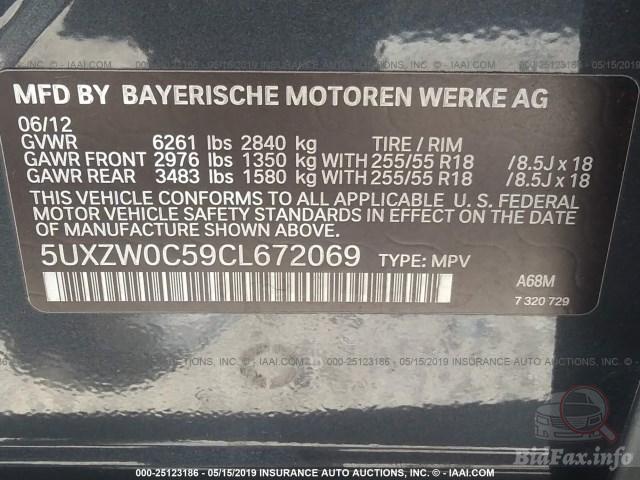 MFD BY BAYERISCHE MOTOREN WERKE AG
06/12
GVWR 6261 lbs 2840 kg TIRE / RIM
GAWR FRONT 2976 lbs 1350 kg WITH 255/55 R18 /8.5J x 18
GAWR REAR 3483 lbs 1580 kg WITH 255/55 R18 /8.5J x 18
THIS VEHICLE CONFORMS TO ALL APPLICABLE U. S. FEDERAL
MOTOR VEHICLE SAFETY STANDARDS IN EFFECT ON THE DATE
OF MANUFACTURE SHOWN ABOVE.
5UXZW0C59CL672069 TYPE: MPV
A68M
7 320 729
000-25123186 - 05/15/2019 INSURANCE AUTO AUCTIONS, INC. © - IAAI.COM
BidFax.info